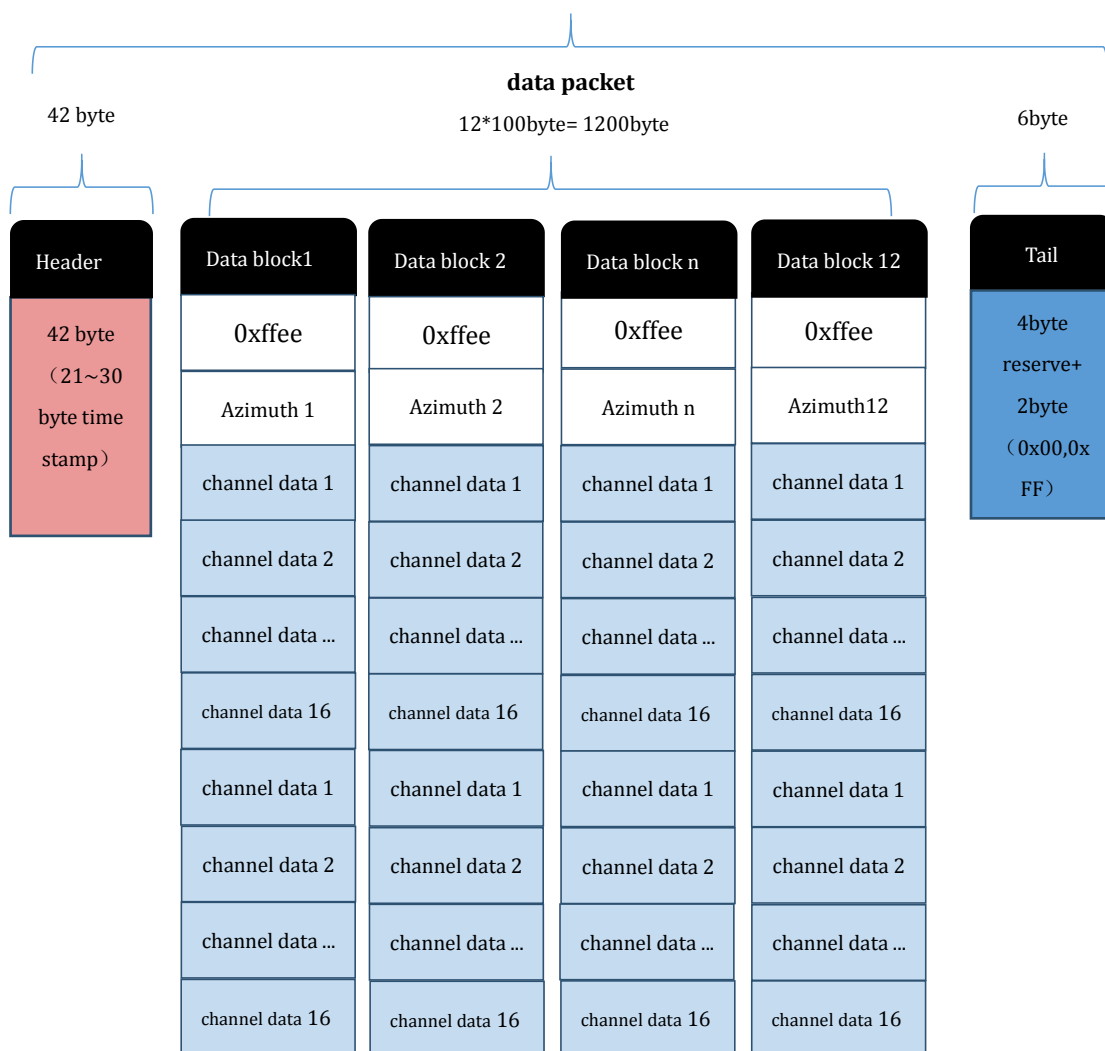 data packet
42 byte
12*100byte= 1200byte
6byte
Header
Data block1
Data block 2
Data block n
Data block 12
Tail
42 byte
（21~30
byte time
stamp）
0xffee
0xffee
0xffee
0xffee
4byte
reserve+
2byte
（0x00,0x
FF）
Azimuth 1
Azimuth 2
Azimuth n
Azimuth12
channel data 1
channel data 1
channel data 1
channel data 1
channel data 2
channel data 2
channel data 2
channel data 2
channel data ...
channel data ...
channel data ...
channel data ...
channel data 16
channel data 16
channel data 16
channel data 16
channel data 1
channel data 1
channel data 1
channel data 1
channel data 2
channel data 2
channel data 2
channel data 2
channel data ...
channel data ...
channel data ...
channel data ...
channel data 16
channel data 16
channel data 16
channel data 16